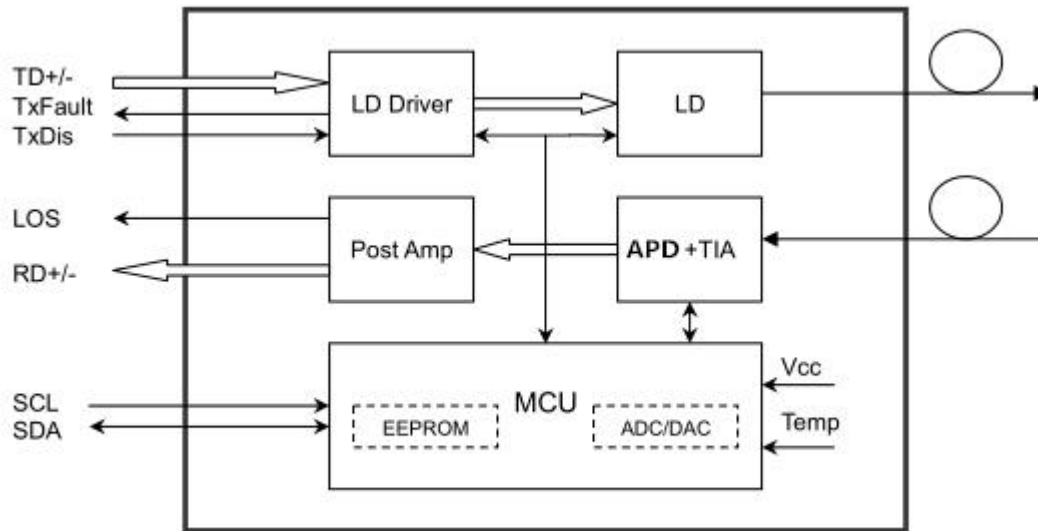 TD+/-
TxFault
TxDis
LD Driver
LD
LOS
RD+/-
Post Amp
APD +TIA
SCL
SDA
MCU
EEPROM
ADC/DAC
Vcc
Temp